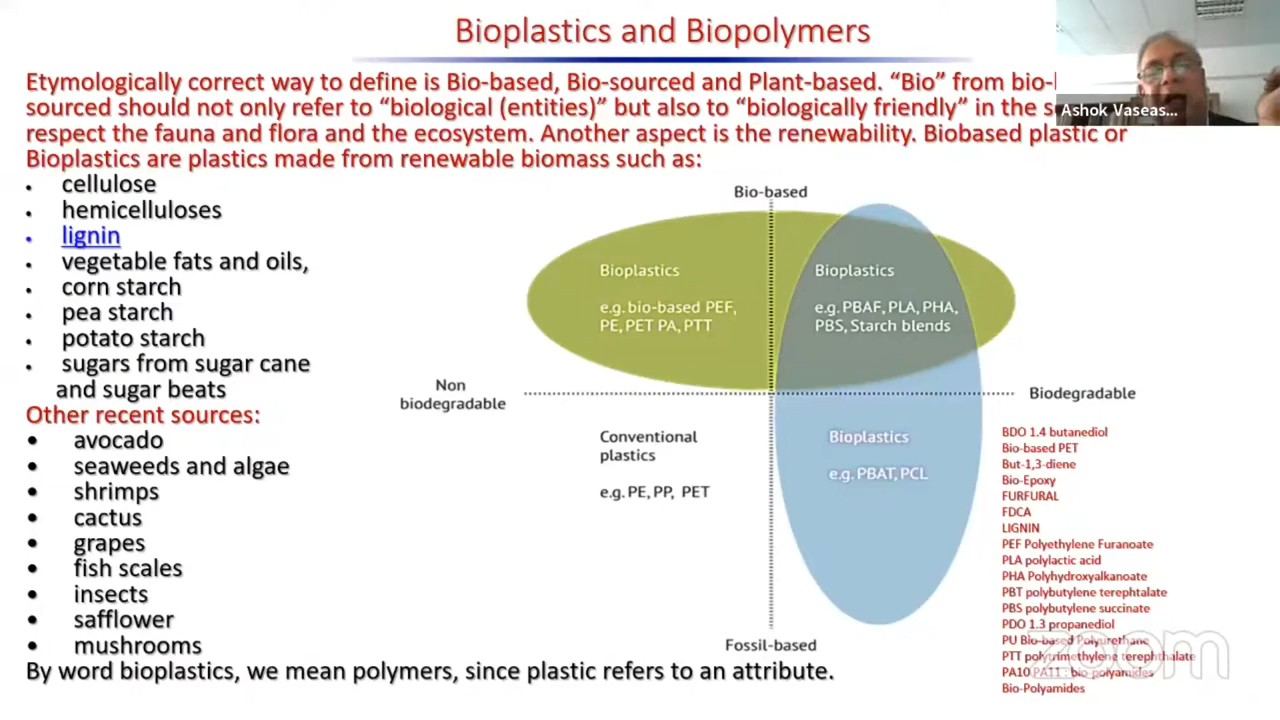 Bioplastics and Biopolymers
Etymologically correct way to define is Bio-based, Bio-sourced and Plant-based. “Bio” from
sourced should not only refer to “biological (entities)” but also to “biologically friendly” in the
respect the fauna and flora and the ecosystem. Another aspect is the renewability. Biobased plastic or
Bioplastics are plastics made from renewable biomass such as:
• cellulose
• hemicelluloses
• lignin
• vegetable fats and oils,
• corn starch
• pea starch
• potato starch
• sugars from sugar cane
and sugar beats
Other recent sources:
• avocado
• seaweeds and algae
• shrimps
• cactus
• grapes
• fish scales
• insects
• safflower
• mushrooms
By word bioplastics, we mean polymers, since plastic refers to an attribute.
Ashok Vaseas...
Bio-based
Bioplastics
e.g. bio-based PEF,
PE, PET PA, PTT
Bioplastics
e.g. PBAF, PLA, PHA,
PBS, Starch blends
Non
biodegradable
Biodegradable
Conventional
plastics
e.g. PE, PP, PET
Bioplastics
e.g. PBAT, PCL
Fossil-based
BDO 1.4 butanediol
Bio-based PET
But-1,3-diene
Bio-Epoxy
FURFURAL
FDCA
LIGNIN
PEF Polyethylene Furanoate
PLA polylactic acid
PHA Polyhydroxyalkanoate
PBT polybutylene terephtalate
PBS polybutylene succinate
PDO 1.3 propanediol
PU Bio-based Polyurethane
PTT polytrimethylene terephthalate
PA10,PA11 : bio-polyamides
Bio-Polyamides
zoom